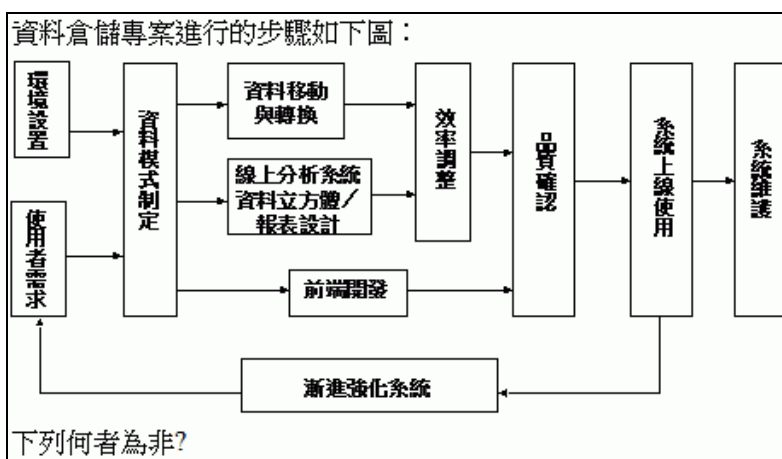 資料倉儲專案進行的步驟如下圖：
環境設置
使用者需求
資料模式制定
資料移動
與轉換
線上分析系統
資料立方體／
報表設計
前端開發
效率調整
品質確認
系統上線使用
系統維護
漸進強化系統
下列何者為非?